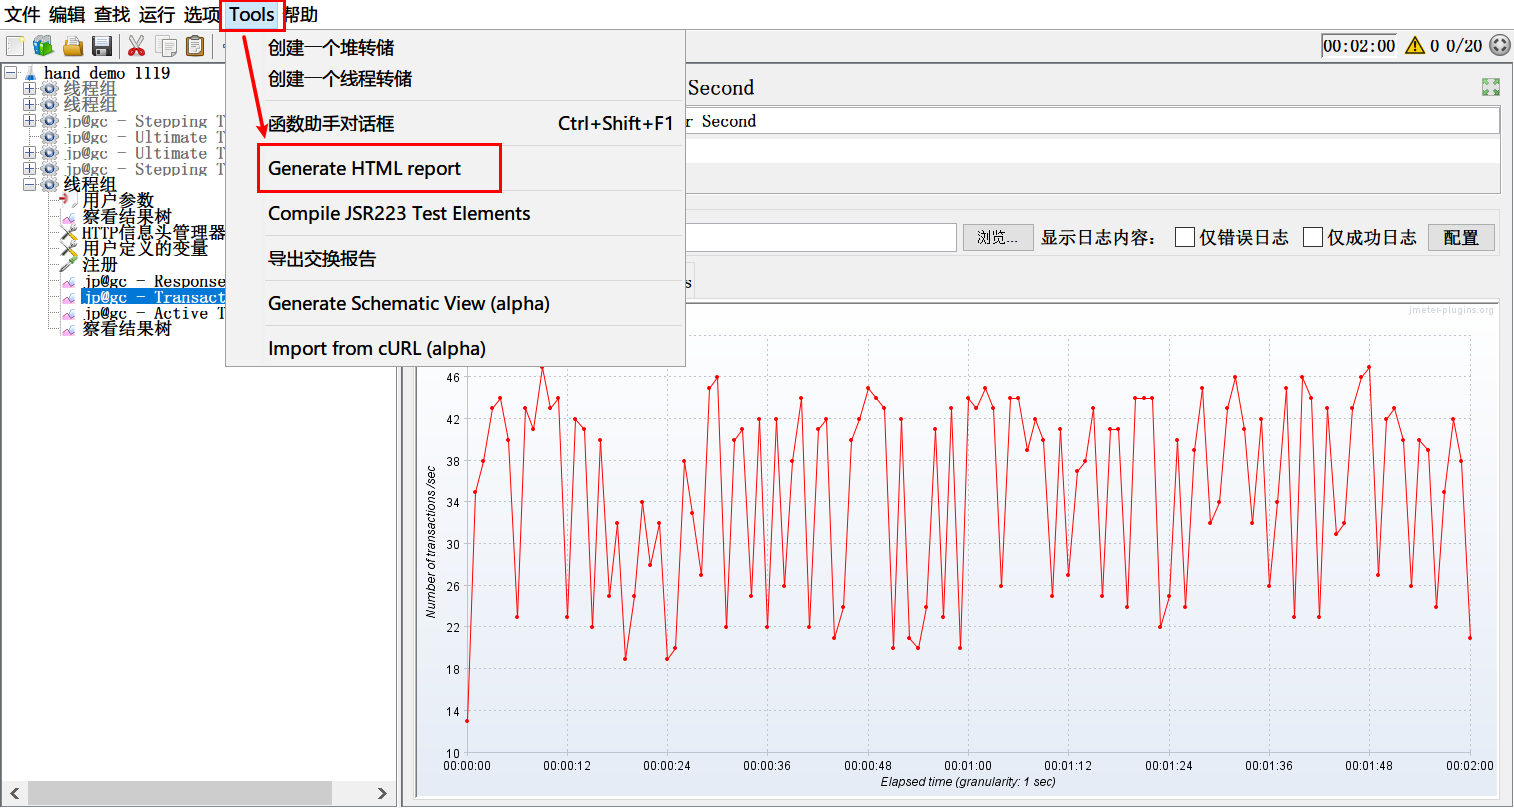 文件 编辑 查找 运行 选项 Tools 帮助
00:02:00 0 0/20
创建一个堆转储
创建一个线程转储
函数助手对话框 Ctrl+Shift+F1
Generate HTML report
Compile JSR223 Test Elements
导出交换报告
Generate Schematic View (alpha)
Import from cURL (alpha)
hand demo 1119
线程组
线程组
jp@gc - Stepping T
jp@gc - Ultimate T
jp@gc - Ultimate T
jp@gc - Stepping T
线程组
用户参数
察看结果树
HTTP信息头管理器
用户定义的变量
注册
jp@gc - Response
jp@gc - Transact
jp@gc - Active T
察看结果树
Second
r Second
浏览... 显示日志内容： 仅错误日志 仅成功日志 配置
s
jmeter-plugins.org
46
42
38
34
30
26
22
18
14
10
Number of transactions /sec
00:00:00 00:00:12 00:00:24 00:00:36 00:00:48 00:01:00 00:01:12 00:01:24 00:01:36 00:01:48 00:02:00
Elapsed time (granularity: 1 sec)